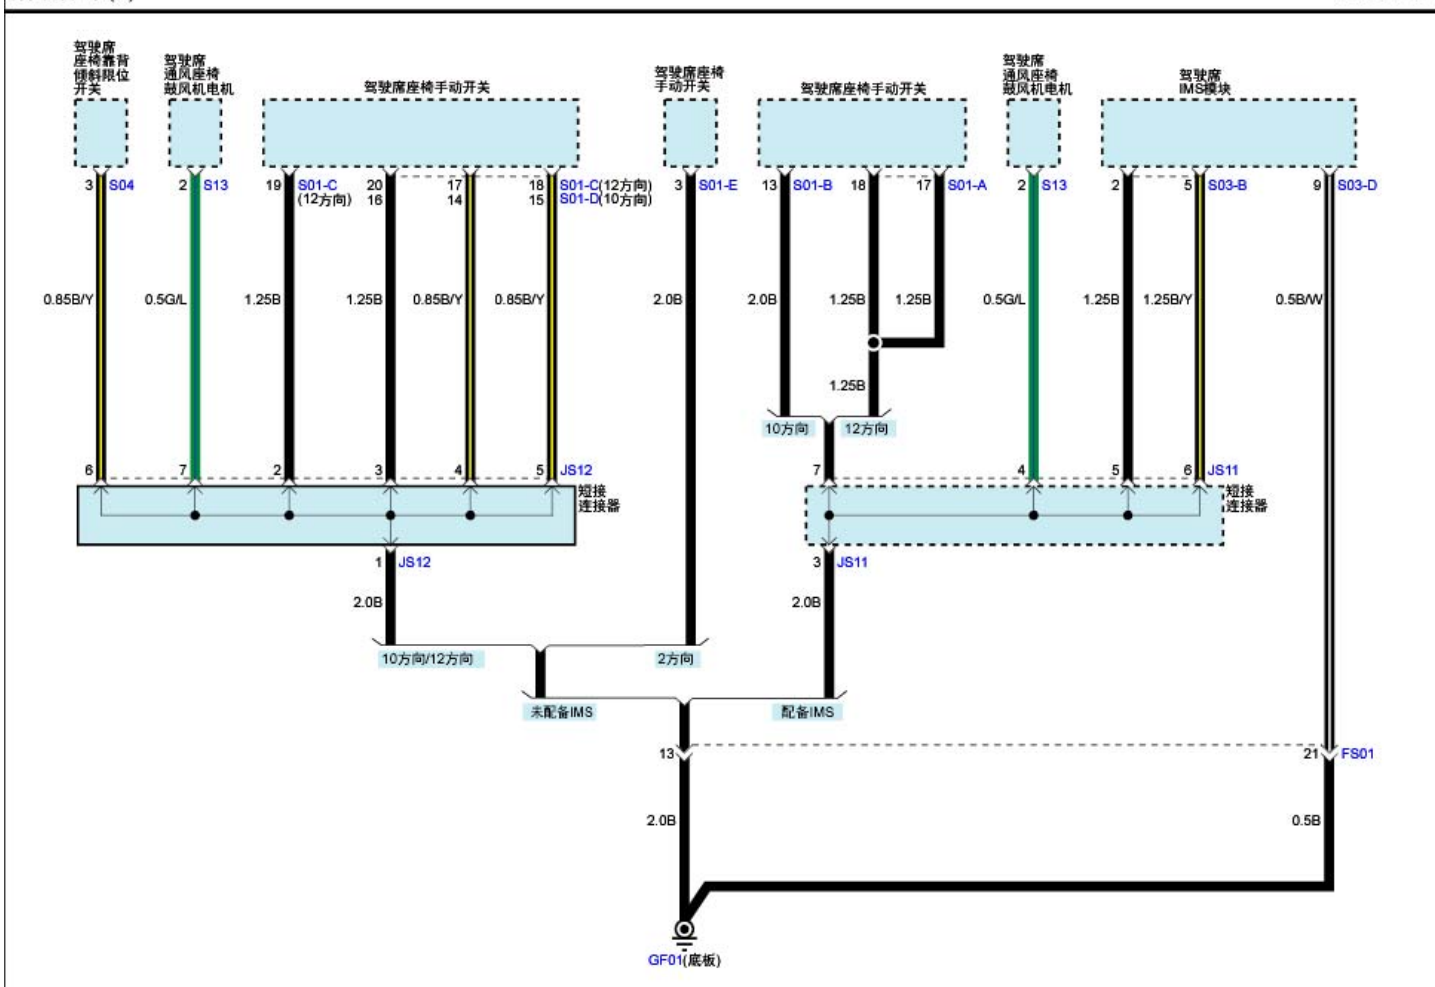 驾驶席
座椅靠背
倾斜限位
开关
驾驶席
通风座椅
鼓风机电机
驾驶席座椅手动开关
驾驶席座椅
手动开关
驾驶席座椅手动开关
驾驶席
通风座椅
鼓风机电机
驾驶席
IMS模块
3 S04
2 S13
19 S01-C
(12方向)
20
16
17
14
18 S01-C(12方向)
15 S01-D(10方向)
3 S01-E
13 S01-B
18
17 S01-A
2 S13
2
5 S03-B
9 S03-D
0.85B/Y
0.5G/L
1.25B
1.25B
0.85B/Y
0.85B/Y
2.0B
2.0B
1.25B
1.25B
0.5G/L
1.25B
1.25B/Y
0.5B/W
1.25B
10方向
12方向
6
7
2
3
4
5 JS12
7
4
5
6 JS11
短接
连接器
短接
连接器
1 JS12
3 JS11
2.0B
2.0B
10方向/12方向
2方向
未配备IMS
配备IMS
13
21 FS01
2.0B
0.5B
GF01(底板)